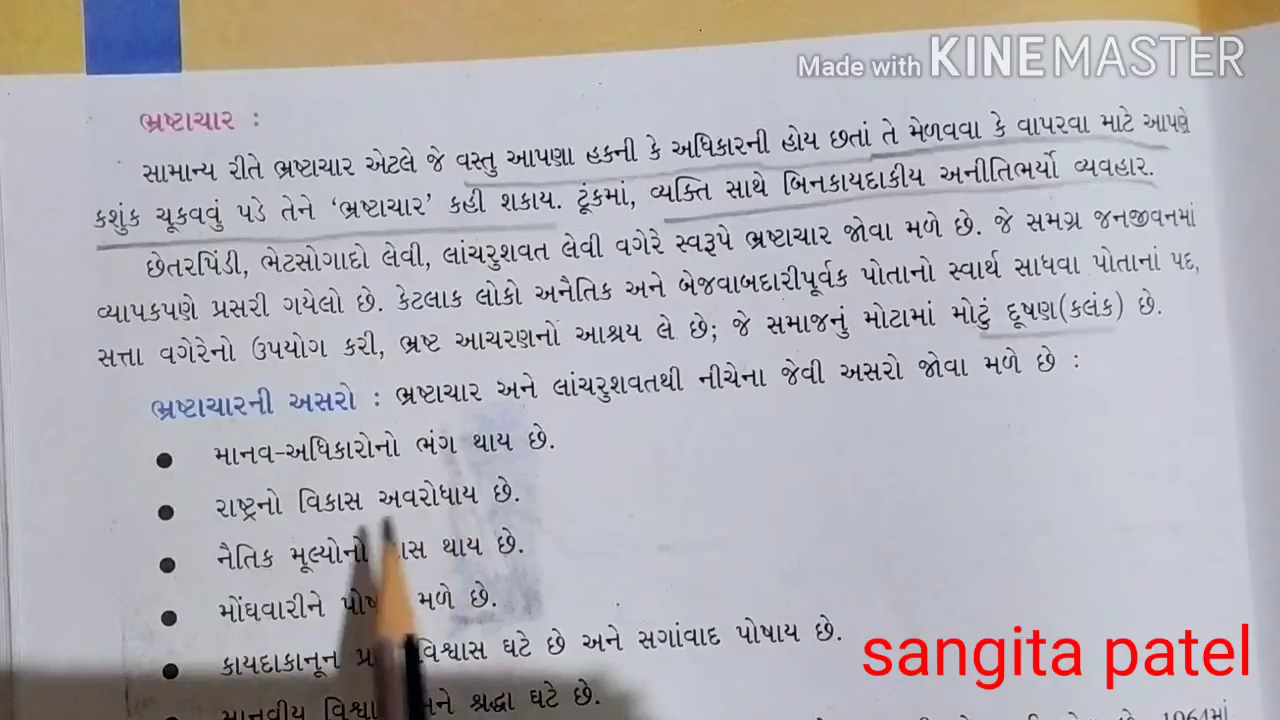 Made with KINEMASTER
ભ્રષ્ટાચાર :
સામાન્ય રીતે ભ્રષ્ટાચાર એટલે જે વસ્તુ આપણા હકની કે અધિકારની હોય છતાં તે મેળવવા કે વાપરવા માટે આપણે
કશુંક ચૂકવવું પડે તેને ‘ભ્રષ્ટાચાર’ કહી શકાય. ટૂંકમાં, વ્યક્તિ સાથે બિનકાયદાકીય અનીતિભર્યો વ્યવહાર.
છેતરપિંડી, ભેટસોગાદો લેવી, લાંચરુશવત લેવી વગેરે સ્વરૂપે ભ્રષ્ટાચાર જોવા મળે છે. જે સમગ્ર જનજીવનમાં
વ્યાપકપણે પ્રસરી ગયેલો છે. કેટલાક લોકો અનૈતિક અને બેજવાબદારીપૂર્વક પોતાનો સ્વાર્થ સાધવા પોતાનાં પદ,
સત્તા વગેરેનો ઉપયોગ કરી, ભ્રષ્ટ આચરણનો આશ્રય લે છે; જે સમાજનું મોટામાં મોટું દૂષણ(કલંક) છે.
ભ્રષ્ટાચારની અસરો : ભ્રષ્ટાચાર અને લાંચરુશવતથી નીચેના જેવી અસરો જોવા મળે છે :
● માનવ-અધિકારોનો ભંગ થાય છે.
● રાષ્ટ્રનો વિકાસ અવરોધાય છે.
● નૈતિક મૂલ્યોનો થાય છે.
● મોંઘવારીને મળે છે.
● કાયદાકાનૂન વિશ્વાસ ઘટે છે અને સગાંવાદ પોષાય છે.
માનવીય શ્રદ્ધા ઘટે છે.
1964માં
sangita patel